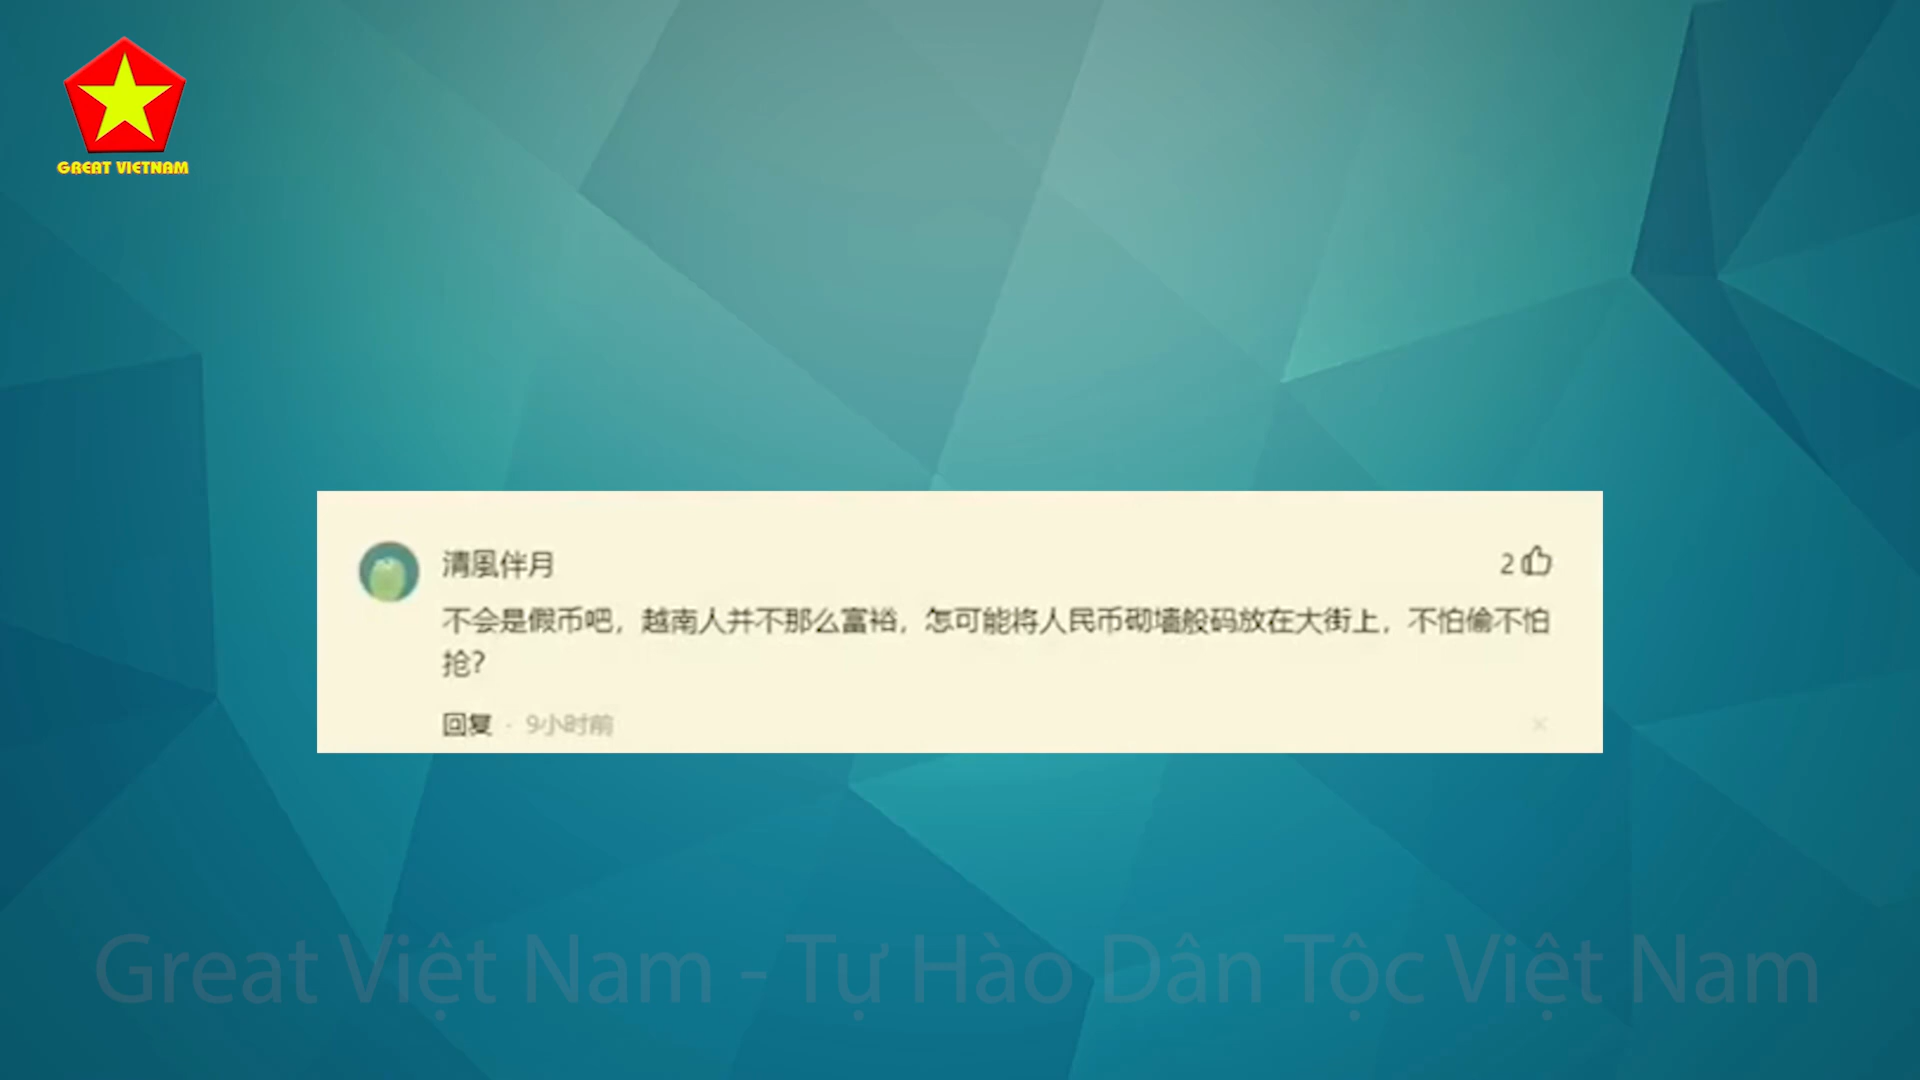 GREAT VIETNAM
清風伴月
2
不会是假币吧，越南人并不那么富裕，怎可能将人民币砌墙般码放在大街上，不怕偷不怕
抢？
回复 · 9小时前
Great Việt Nam - Tự Hào Dân Tộc Việt Nam